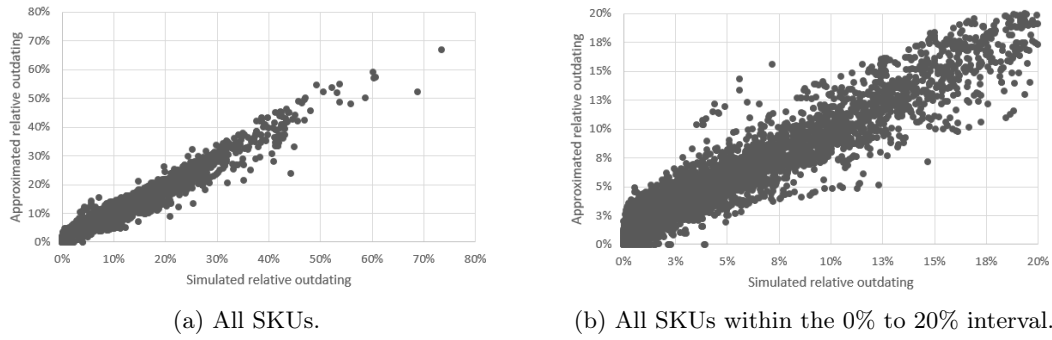 80%
70%
60%
50%
40%
30%
20%
10%
0%
Approximated relative outdating
0% 10% 20% 30% 40% 50% 60% 70% 80%
Simulated relative outdating
(a) All SKUs.
20%
18%
15%
13%
10%
8%
5%
3%
0%
Approximated relative outdating
0% 3% 5% 8% 10% 13% 15% 18% 20%
Simulated relative outdating
(b) All SKUs within the 0% to 20% interval.